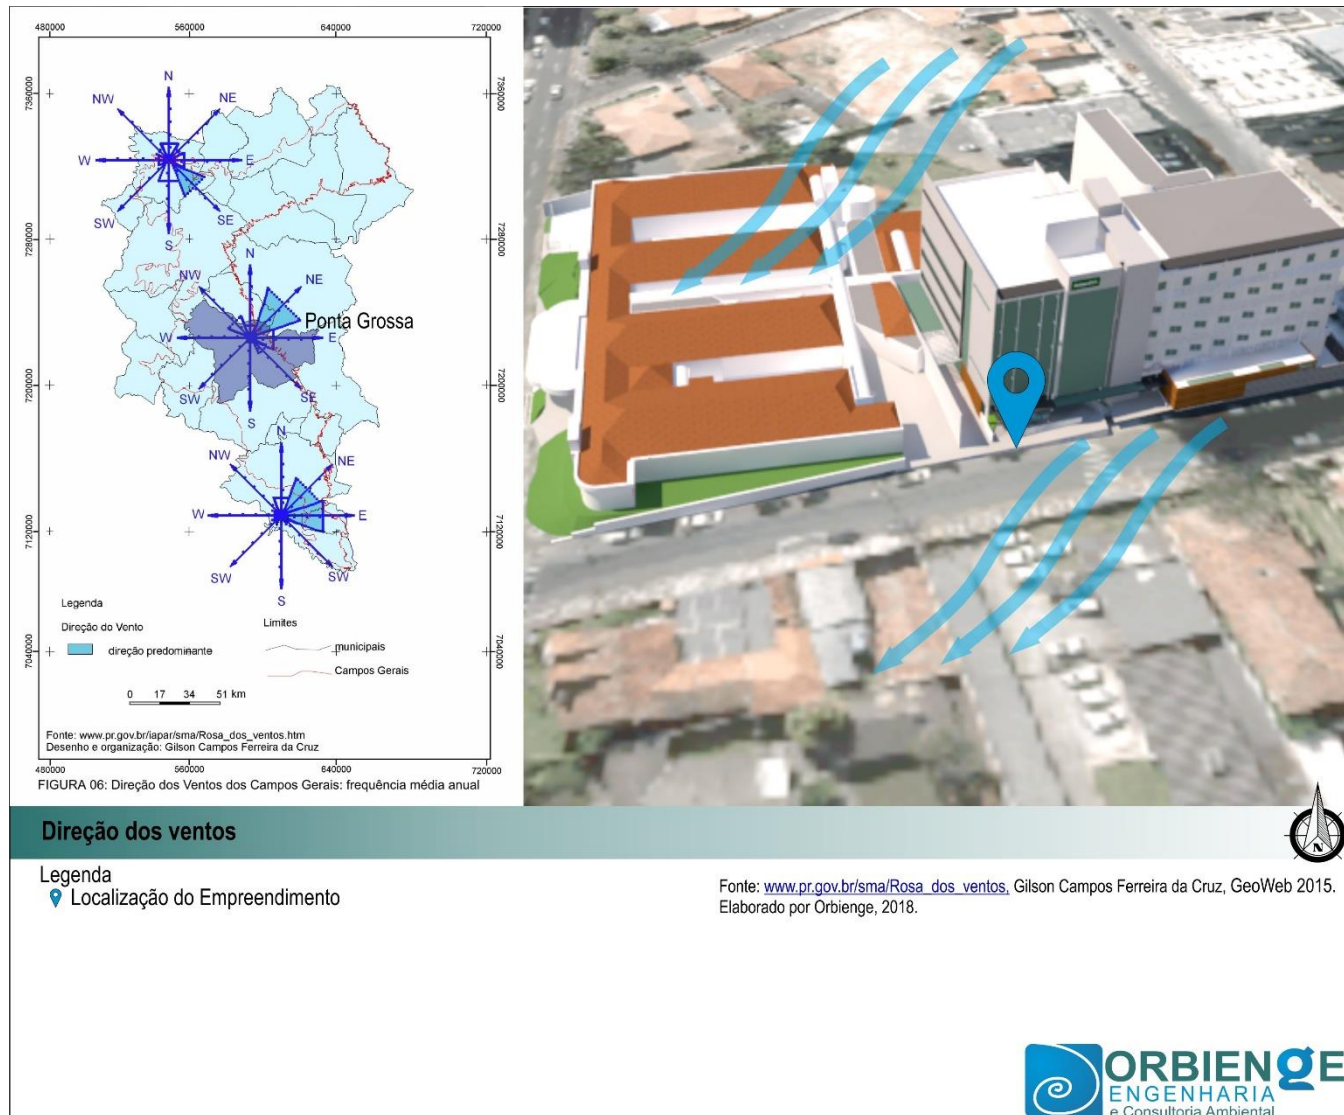 480000 560000 640000 720000
7360000 7360000
N
NW NE
W E
SW SE
S
7280000 7280000
N
NW NE
Ponta Grossa
W E
SW SE
S
7200000 7200000
N
NW NE
W E
SW SW
S
7120000 7120000
Legenda
Direção do Vento
direção predominante
Limites
municipais
Campos Gerais
7040000 7040000
0 17 34 51 km
Fonte: www.pr.gov.br/iapar/sma/Rosa_dos_ventos.htm
Desenho e organização: Gilson Campos Ferreira da Cruz
480000 560000 640000 720000
FIGURA 06: Direção dos Ventos dos Campos Gerais: frequência média anual
Direção dos ventos
N
Legenda
Localização do Empreendimento
Fonte: www.pr.gov.br/sma/Rosa_dos_ventos, Gilson Campos Ferreira da Cruz, GeoWeb 2015.
Elaborado por Orbienge, 2018.
ORBIENGE
ENGENHARIA
e Consultoria Ambiental